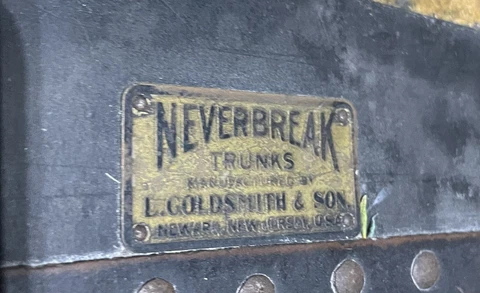 NEVERBREAK
TRUNKS
MANUFACTURED BY
L. GOLDSMITH & SON.
NEWARK, NEW JERSEY, U.S.A.